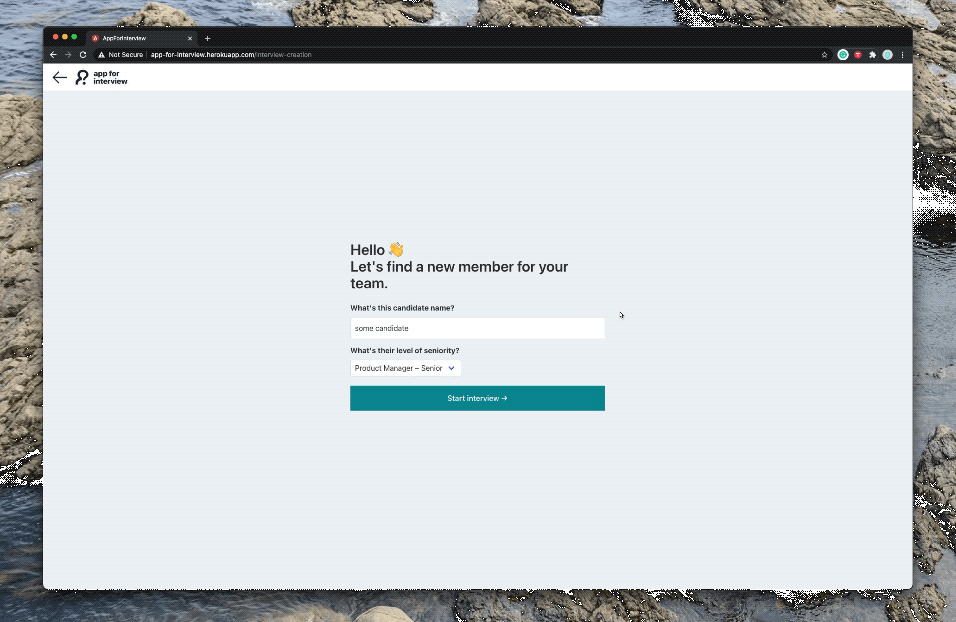 AppForInterview
Not Secure
app-for-interview.herokuapp.com/interview-creation
app for
interview
Hello 👋
Let's find a new member for your
team.
What's this candidate name?
some candidate
What's their level of seniority?
Product Manager – Senior
Start interview →